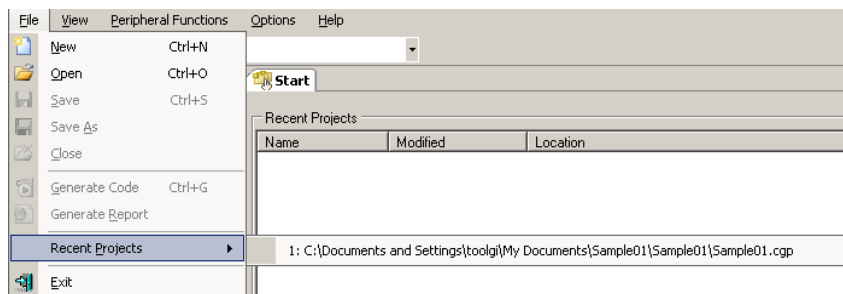 File View Peripheral Functions Options Help
New Ctrl+N
Open Ctrl+O
Save Ctrl+S
Save As
Close
Generate Code Ctrl+G
Generate Report
Recent Projects
Exit
Start
Recent Projects
Name Modified Location
1: C:\Documents and Settings\toolgi\My Documents\Sample01\Sample01\Sample01.cgp